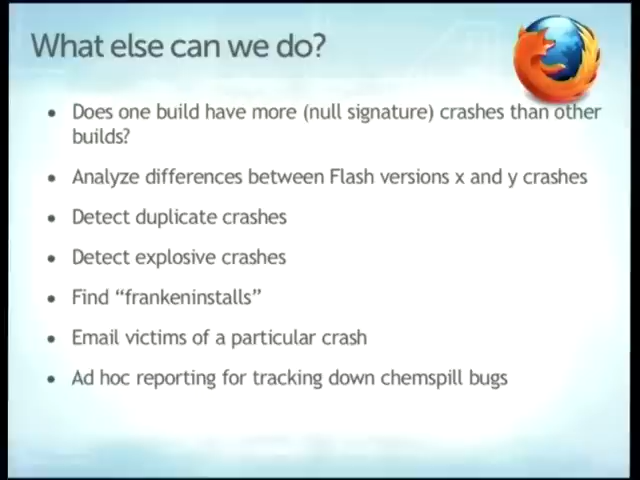 What else can we do?
• Does one build have more (null signature) crashes than other
builds?
• Analyze differences between Flash versions x and y crashes
• Detect duplicate crashes
• Detect explosive crashes
• Find “frankeninstalls”
• Email victims of a particular crash
• Ad hoc reporting for tracking down chemspill bugs